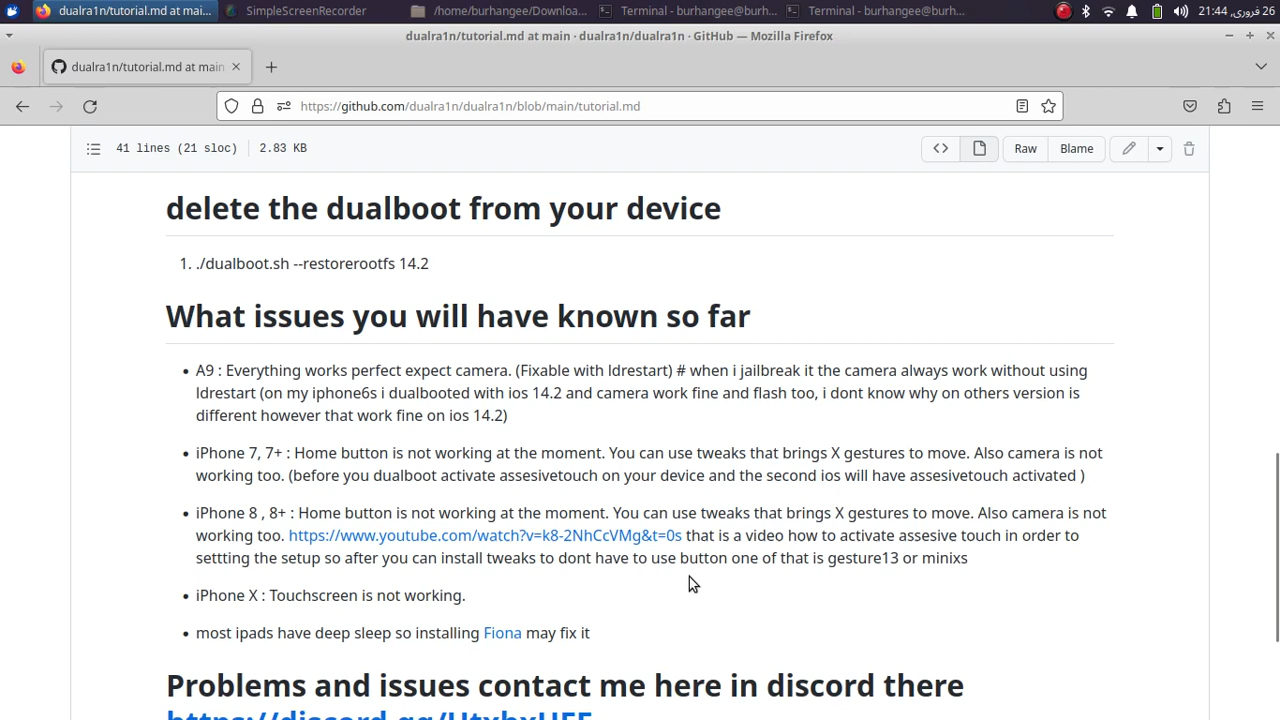 dualra1n/tutorial.md at mai...
SimpleScreenRecorder
/home/burhangee/Downloa...
Terminal - burhangee@burh...
Terminal - burhangee@burh...
26 فروری, 21:44
dualra1n/tutorial.md at main · dualra1n/dualra1n · GitHub — Mozilla Firefox
dualra1n/tutorial.md at main
https://github.com/dualra1n/dualra1n/blob/main/tutorial.md
41 lines (21 sloc) 2.83 KB
Raw
Blame
delete the dualboot from your device
1. ./dualboot.sh --restorerootfs 14.2
What issues you will have known so far
• A9 : Everything works perfect expect camera. (Fixable with ldrestart) # when i jailbreak it the camera always work without using
ldrestart (on my iphone6s i dualbooted with ios 14.2 and camera work fine and flash too, i dont know why on others version is
different however that work fine on ios 14.2)
• iPhone 7, 7+ : Home button is not working at the moment. You can use tweaks that brings X gestures to move. Also camera is not
working too. (before you dualboot activate assesivetouch on your device and the second ios will have assesivetouch activated )
• iPhone 8 , 8+ : Home button is not working at the moment. You can use tweaks that brings X gestures to move. Also camera is not
working too. https://www.youtube.com/watch?v=k8-2NhCcVMg&t=0s that is a video how to activate assesive touch in order to
settting the setup so after you can install tweaks to dont have to use button one of that is gesture13 or minixs
• iPhone X : Touchscreen is not working.
• most ipads have deep sleep so installing Fiona may fix it
Problems and issues contact me here in discord there